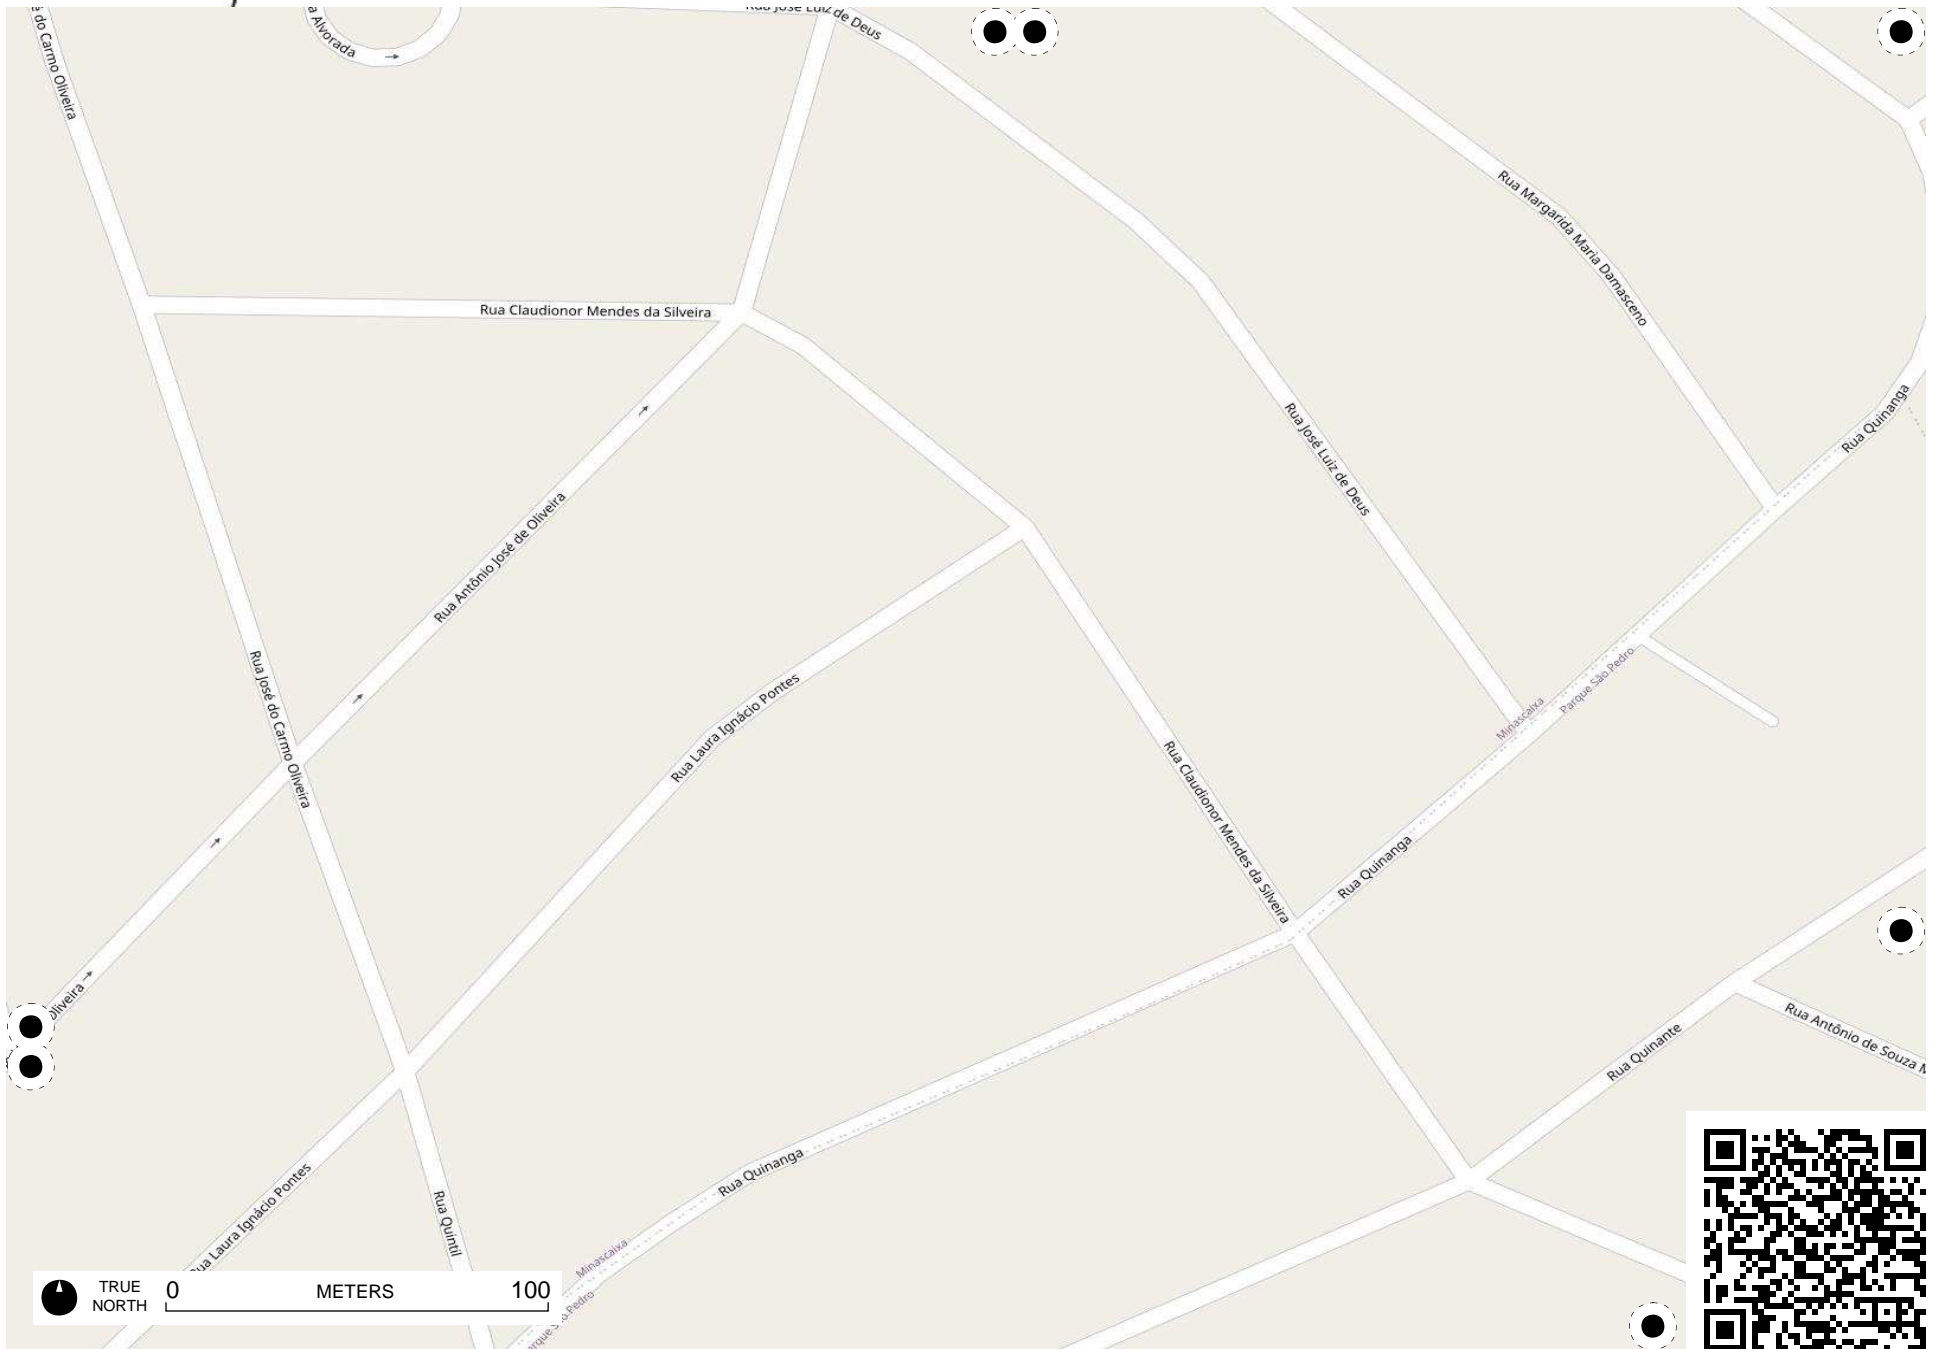 do Carmo Oliveira
a Alvorada
Rua José Luiz de Deus
Rua Margarida Maria Damasceno
Rua Claudionor Mendes da Silveira
Rua Quinanga
Rua José Luiz de Deus
Rua Antônio José de Oliveira
Rua José do Carmo Oliveira
Rua Laura Ignácio Pontes
Minascaixa
Parque São Pedro
Rua Claudionor Mendes da Silveira
Rua Quinanga
Oliveira
Rua Quinante
Rua Antônio de Souza M
Rua Quinanga
Rua Laura Ignácio Pontes
Rua Quintil
Minascaixa
Parque São Pedro
TRUE NORTH
0 METERS 100